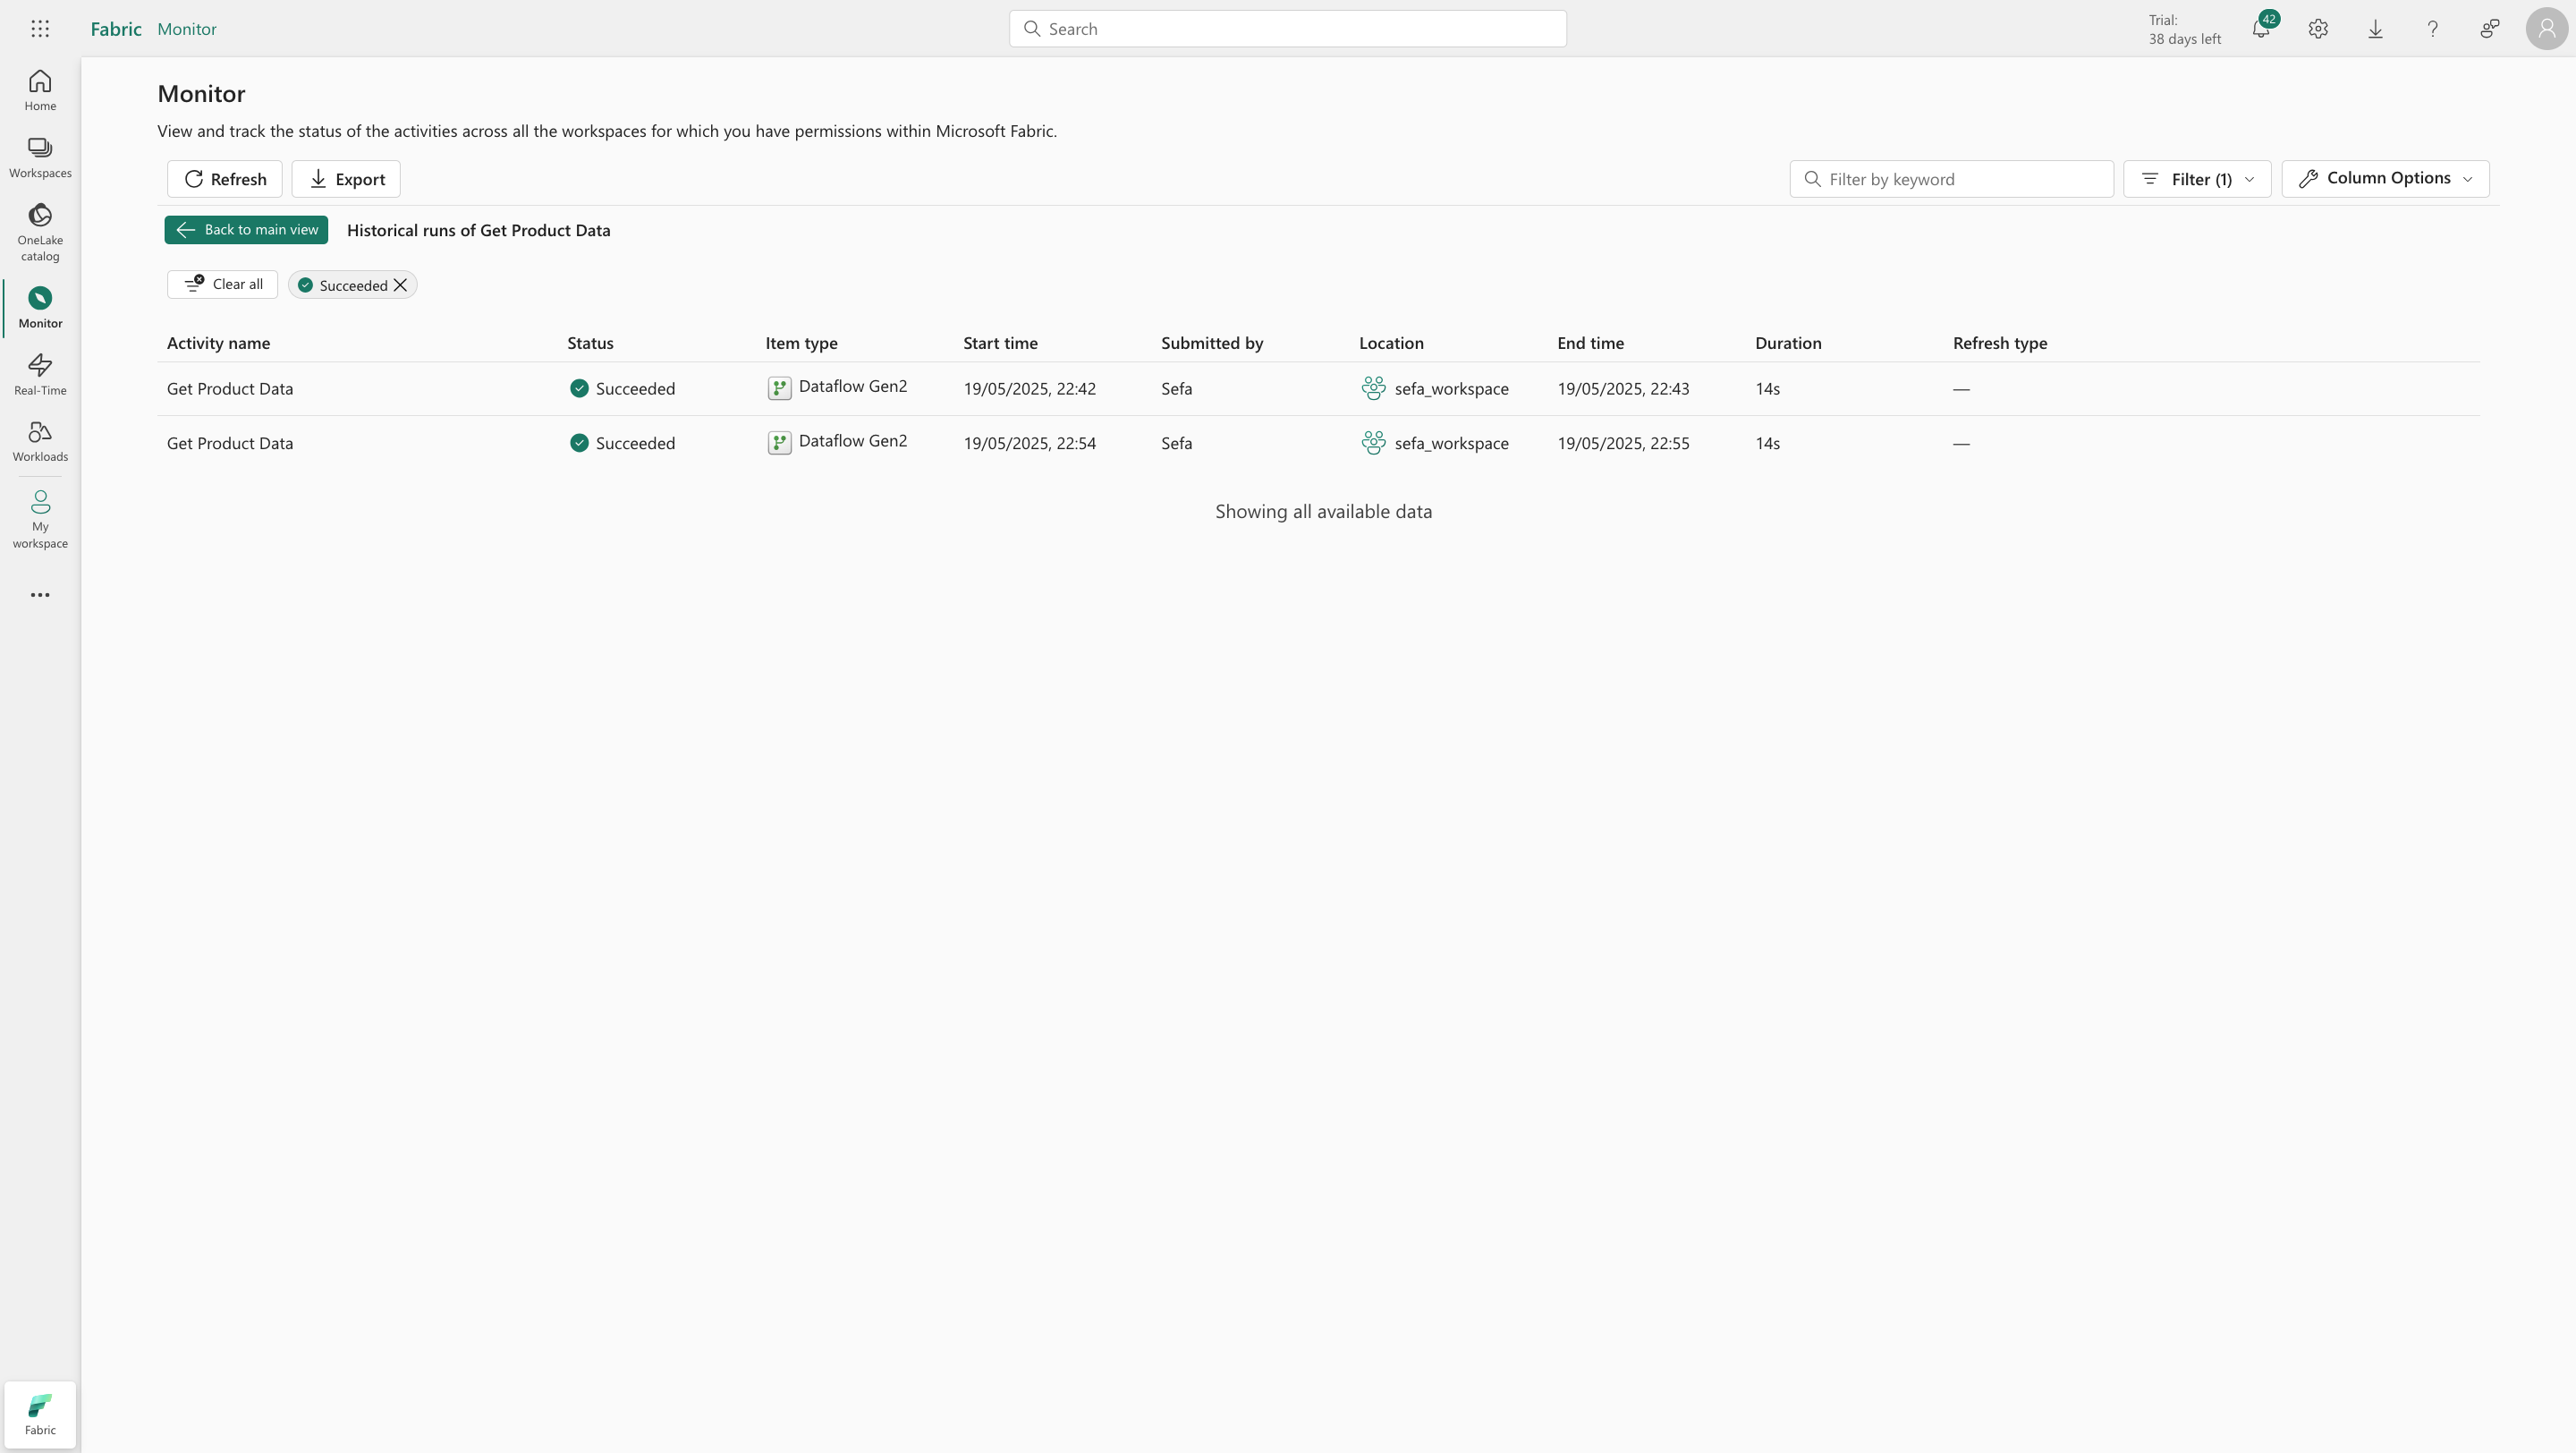 Fabric Monitor Search Trial: 42
38 days left
Home
Workspaces
OneLake
catalog
Monitor
Real-Time
Workloads
My
workspace
Fabric
Monitor
View and track the status of the activities across all the workspaces for which you have permissions within Microsoft Fabric.
Refresh Export Filter by keyword Filter (1) Column Options
Back to main view Historical runs of Get Product Data
Clear all Succeeded
Activity name Status Item type Start time Submitted by Location End time Duration Refresh type
Get Product Data Succeeded Dataflow Gen2 19/05/2025, 22:42 Sefa sefa_workspace 19/05/2025, 22:43 14s —
Get Product Data Succeeded Dataflow Gen2 19/05/2025, 22:54 Sefa sefa_workspace 19/05/2025, 22:55 14s —
Showing all available data